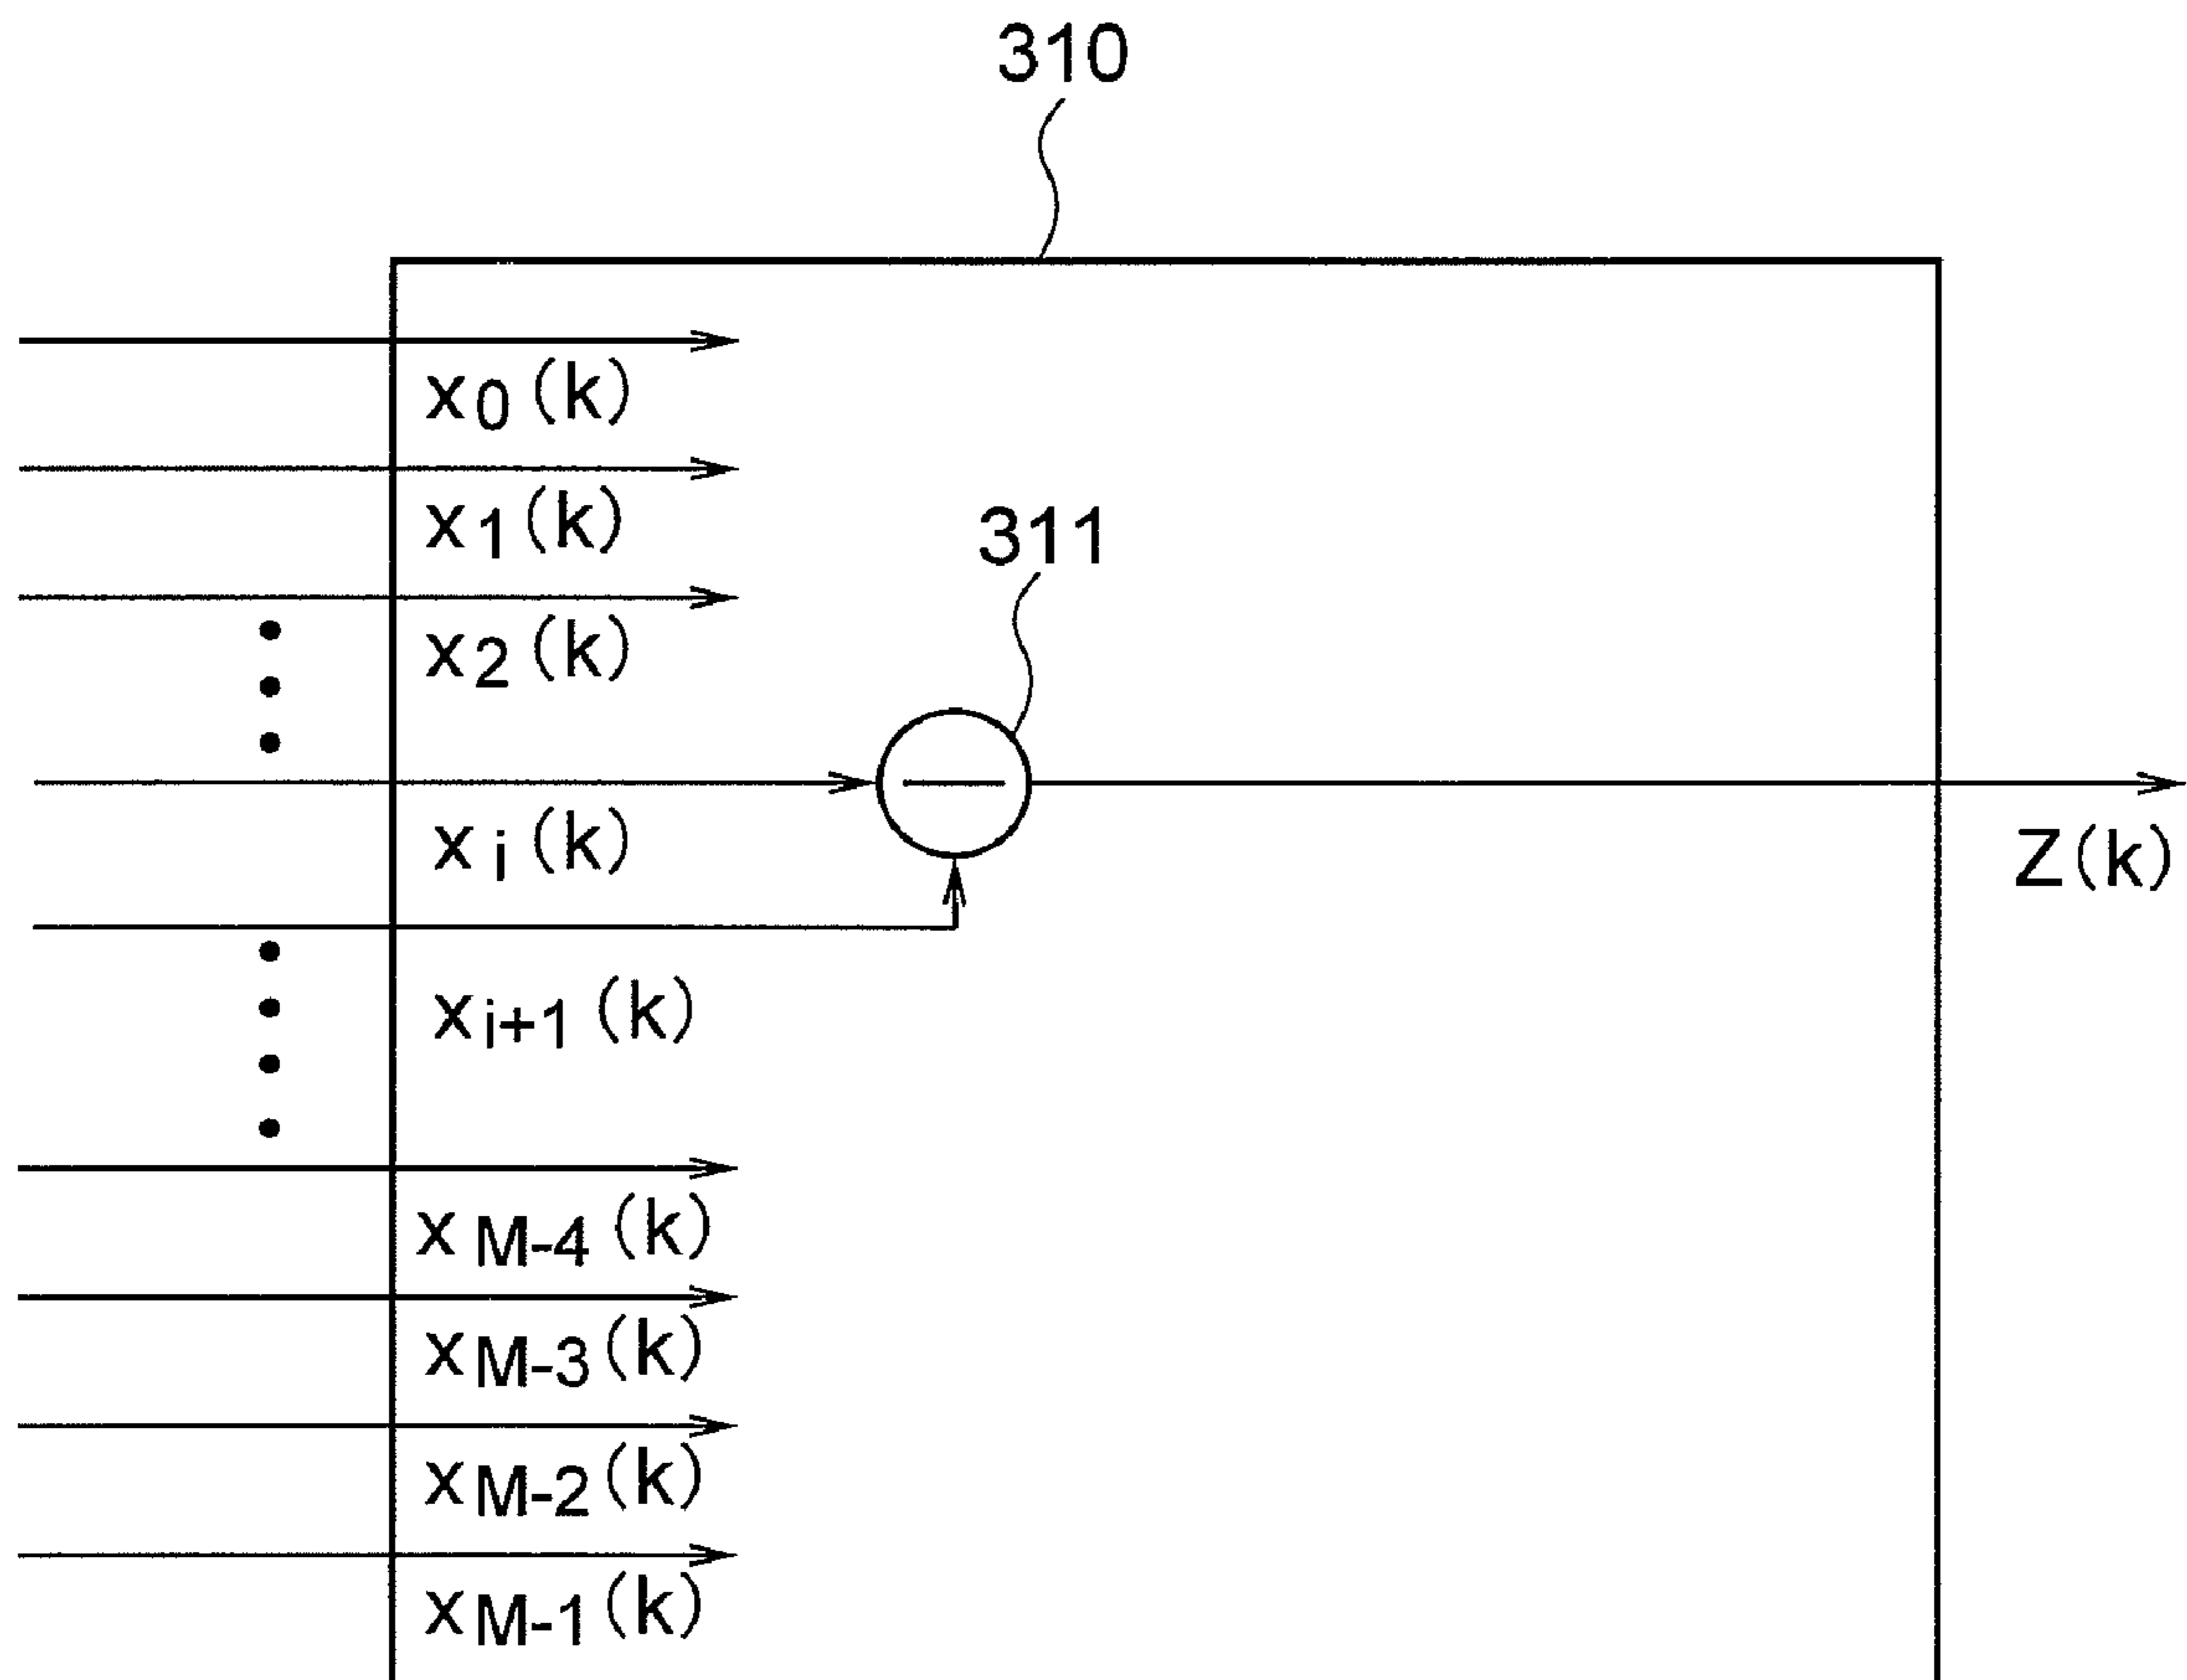 310
x0(k)
x1(k)
311
x2(k)
xi(k)
Z(k)
xi+1(k)
xM-4(k)
xM-3(k)
xM-2(k)
xM-1(k)